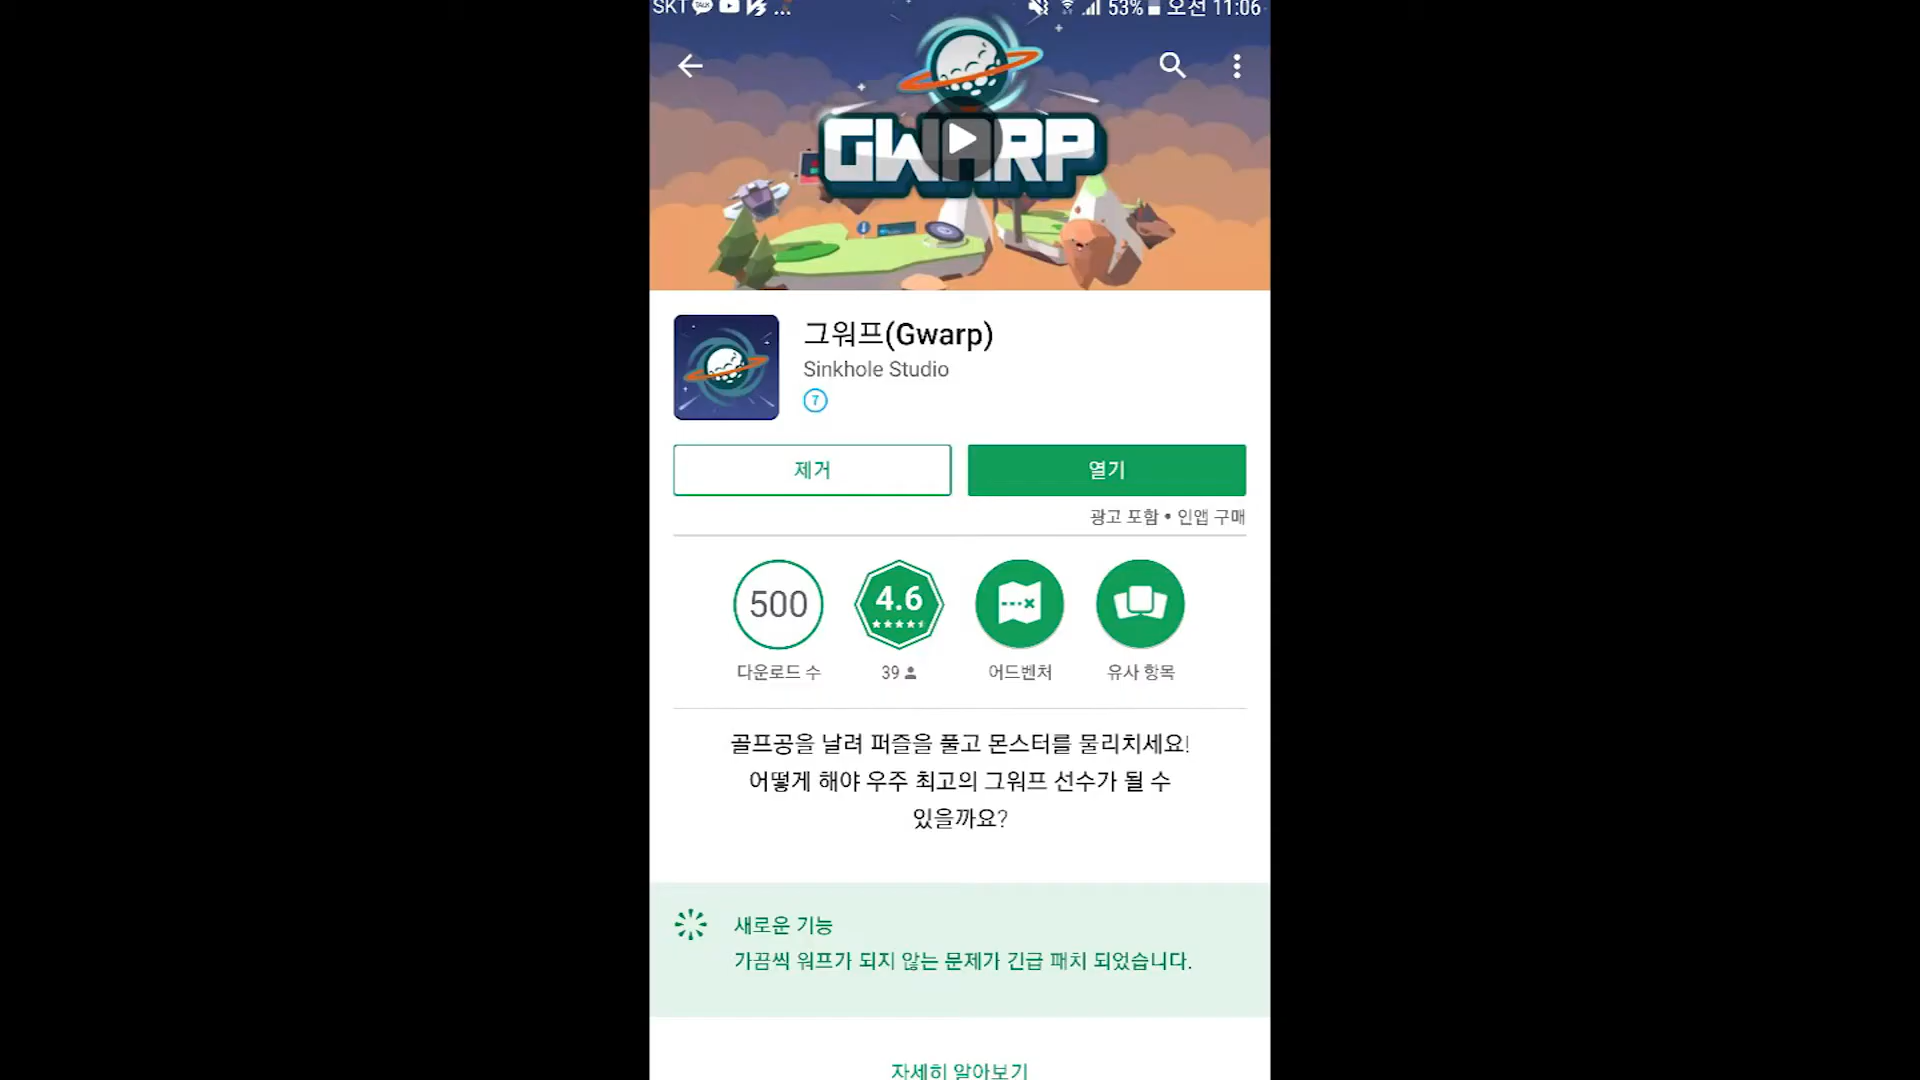 SKT TALK ... 53% 오전 11:06
GWARP
그워프(Gwarp)
Sinkhole Studio
7
제거 열기
광고 포함 • 인앱 구매
500 4.6
다운로드 수 39 어드벤처 유사 항목
골프공을 날려 퍼즐을 풀고 몬스터를 물리치세요!
어떻게 해야 우주 최고의 그워프 선수가 될 수
있을까요?
새로운 기능
가끔씩 워프가 되지 않는 문제가 긴급 패치 되었습니다.
자세히 알아보기